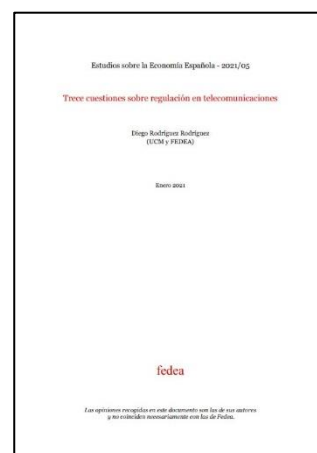 Estudios sobre la Economía Española - 2021/05
Trece cuestiones sobre regulación en telecomunicaciones
Diego Rodríguez Rodríguez
(UCM y FEDEA)
Enero 2021
fedea
Las opiniones recogidas en este documento son las de sus autores
y no coinciden necesariamente con las de Fedea.